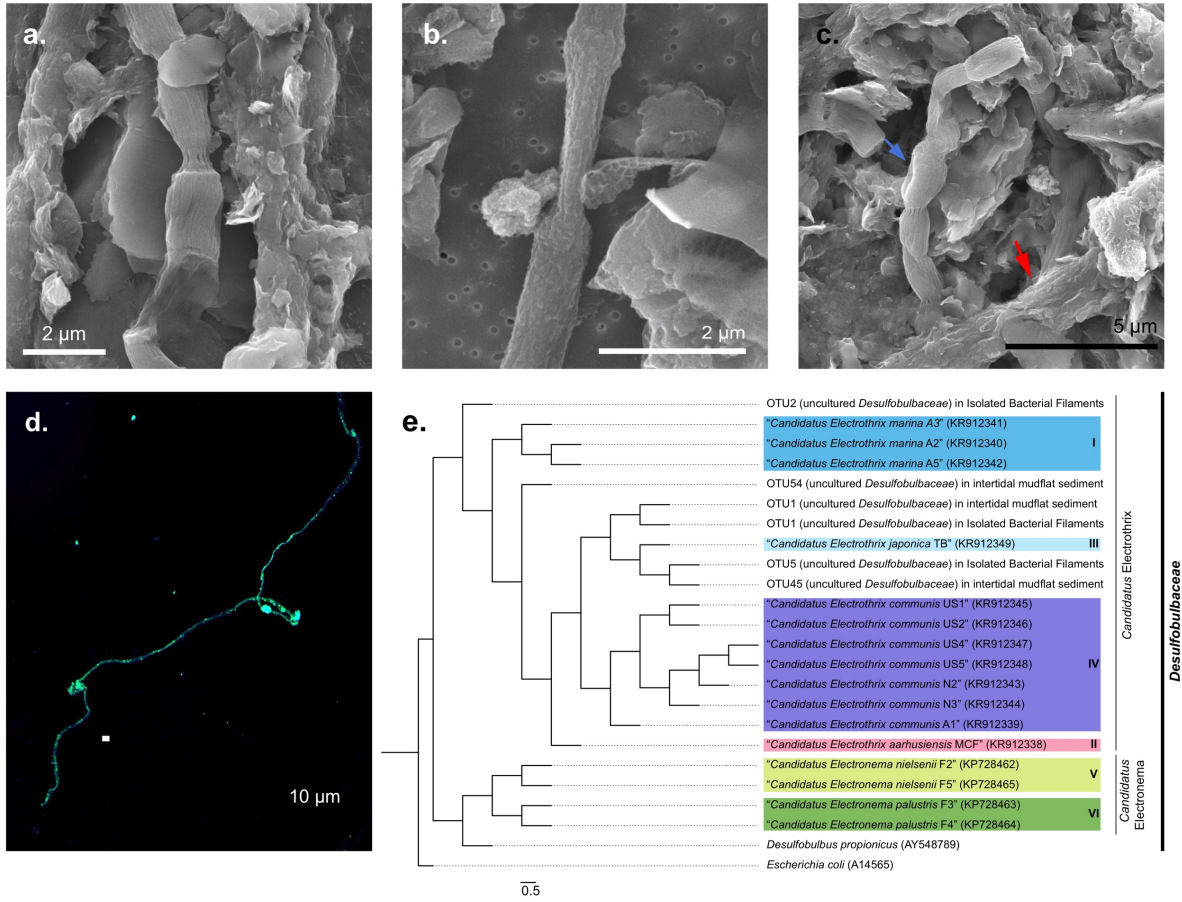 a.
2 µm
b.
2 µm
c.
5 µm
d.
10 µm
e.
OTU2 (uncultured Desulfobulbaceae) in Isolated Bacterial Filaments
“Candidatus Electrothrix marina A3” (KR912341)
“Candidatus Electrothrix marina A2” (KR912340)
I
“Candidatus Electrothrix marina A5” (KR912342)
OTU54 (uncultured Desulfobulbaceae) in intertidal mudflat sediment
OTU1 (uncultured Desulfobulbaceae) in intertidal mudflat sediment
OTU1 (uncultured Desulfobulbaceae) in Isolated Bacterial Filaments
“Candidatus Electrothrix japonica TB” (KR912349)
III
OTU5 (uncultured Desulfobulbaceae) in Isolated Bacterial Filaments
OTU45 (uncultured Desulfobulbaceae) in intertidal mudflat sediment
“Candidatus Electrothrix communis US1” (KR912345)
“Candidatus Electrothrix communis US2” (KR912346)
“Candidatus Electrothrix communis US4” (KR912347)
“Candidatus Electrothrix communis US5” (KR912348)
IV
“Candidatus Electrothrix communis N2” (KR912343)
“Candidatus Electrothrix communis N3” (KR912344)
“Candidatus Electrothrix communis A1” (KR912339)
“Candidatus Electrothrix aarhusiensis MCF” (KR912338)
II
“Candidatus Electronema nielsenii F2” (KP728462)
V
“Candidatus Electronema nielsenii F5” (KP728465)
“Candidatus Electronema palustris F3” (KP728463)
VI
“Candidatus Electronema palustris F4” (KP728464)
Desulfobulbus propionicus (AY548789)
Escherichia coli (A14565)
0.5
Candidatus Electrothrix
Candidatus
Electronema
Desulfobulbaceae